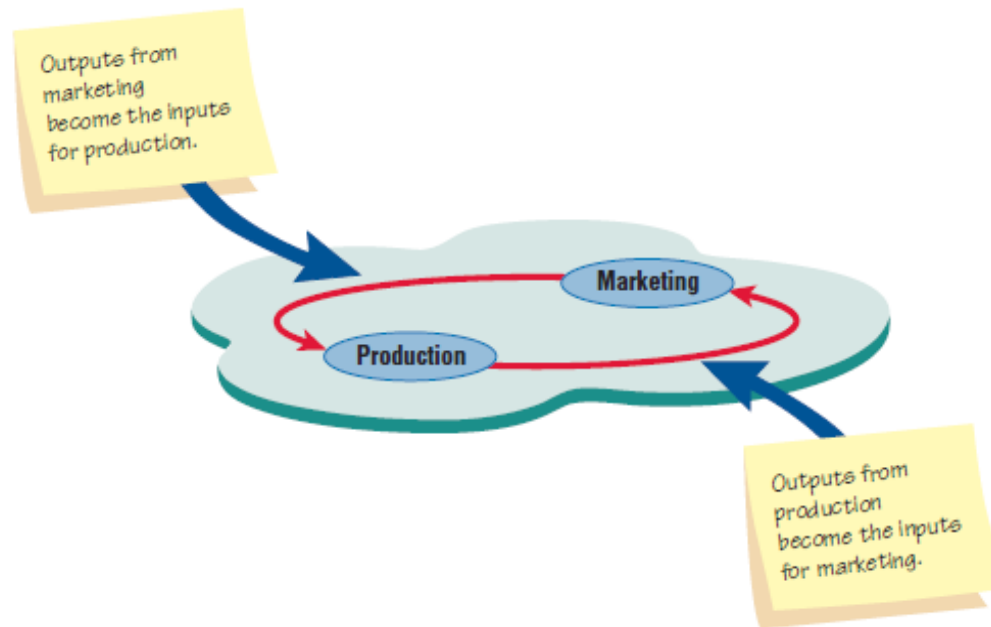 Outputs from
marketing
become the inputs
for production.
Marketing
Production
Outputs from
production
become the inputs
for marketing.